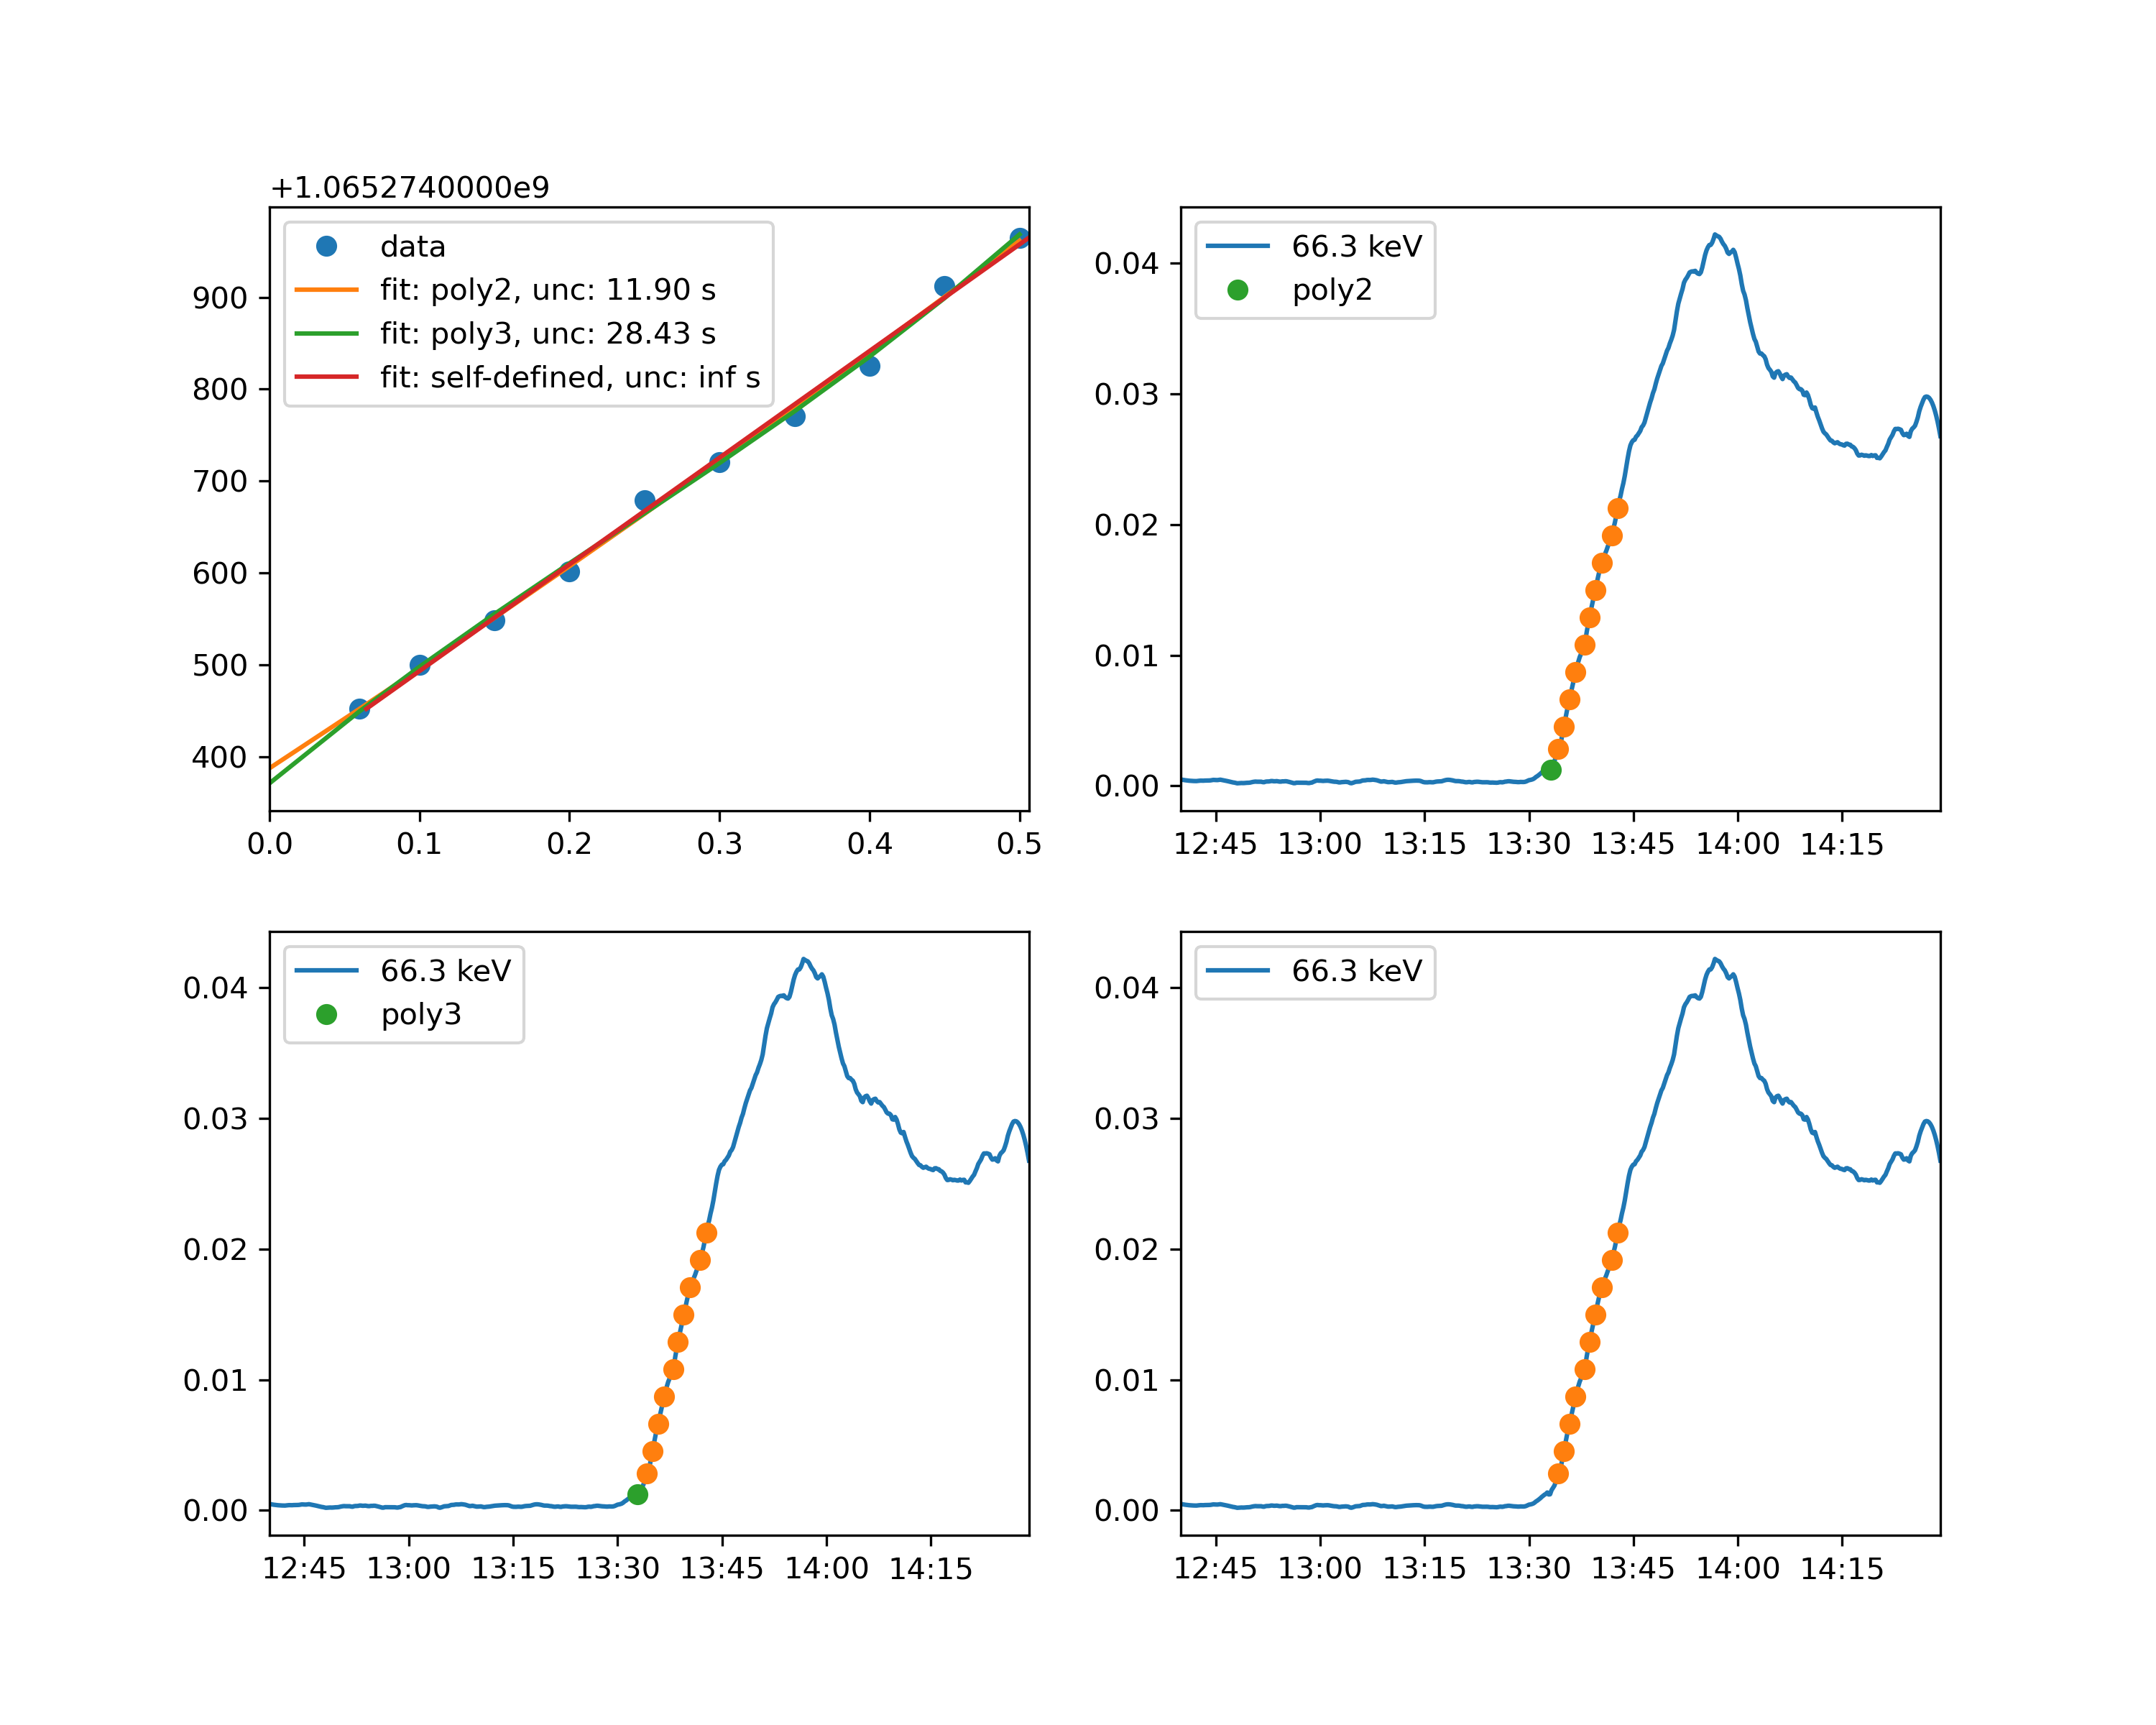 +1.0652740000e9
data
fit: poly2, unc: 11.90 s
fit: poly3, unc: 28.43 s
fit: self-defined, unc: inf s
900
800
700
600
500
400
0.0 0.1 0.2 0.3 0.4 0.5
66.3 keV
poly2
0.04
0.03
0.02
0.01
0.00
12:45 13:00 13:15 13:30 13:45 14:00 14:15
66.3 keV
poly3
0.04
0.03
0.02
0.01
0.00
12:45 13:00 13:15 13:30 13:45 14:00 14:15
66.3 keV
0.04
0.03
0.02
0.01
0.00
12:45 13:00 13:15 13:30 13:45 14:00 14:15